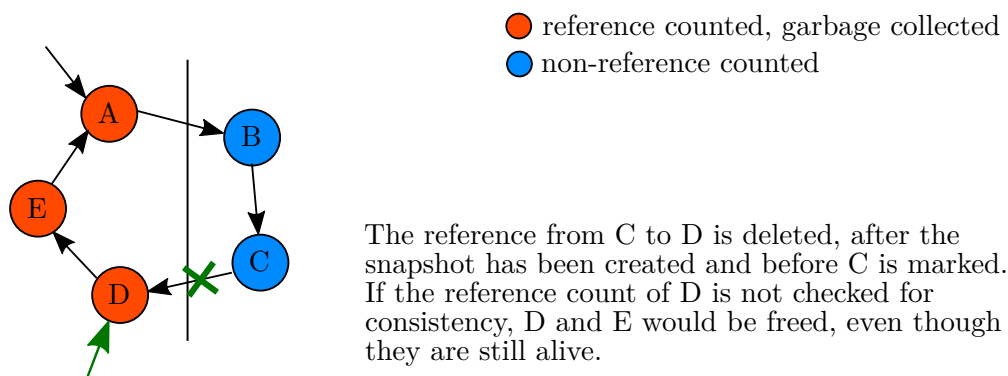 reference counted, garbage collected
non-reference counted
A
B
E
C
D
The reference from C to D is deleted, after the
snapshot has been created and before C is marked.
If the reference count of D is not checked for
consistency, D and E would be freed, even though
they are still alive.